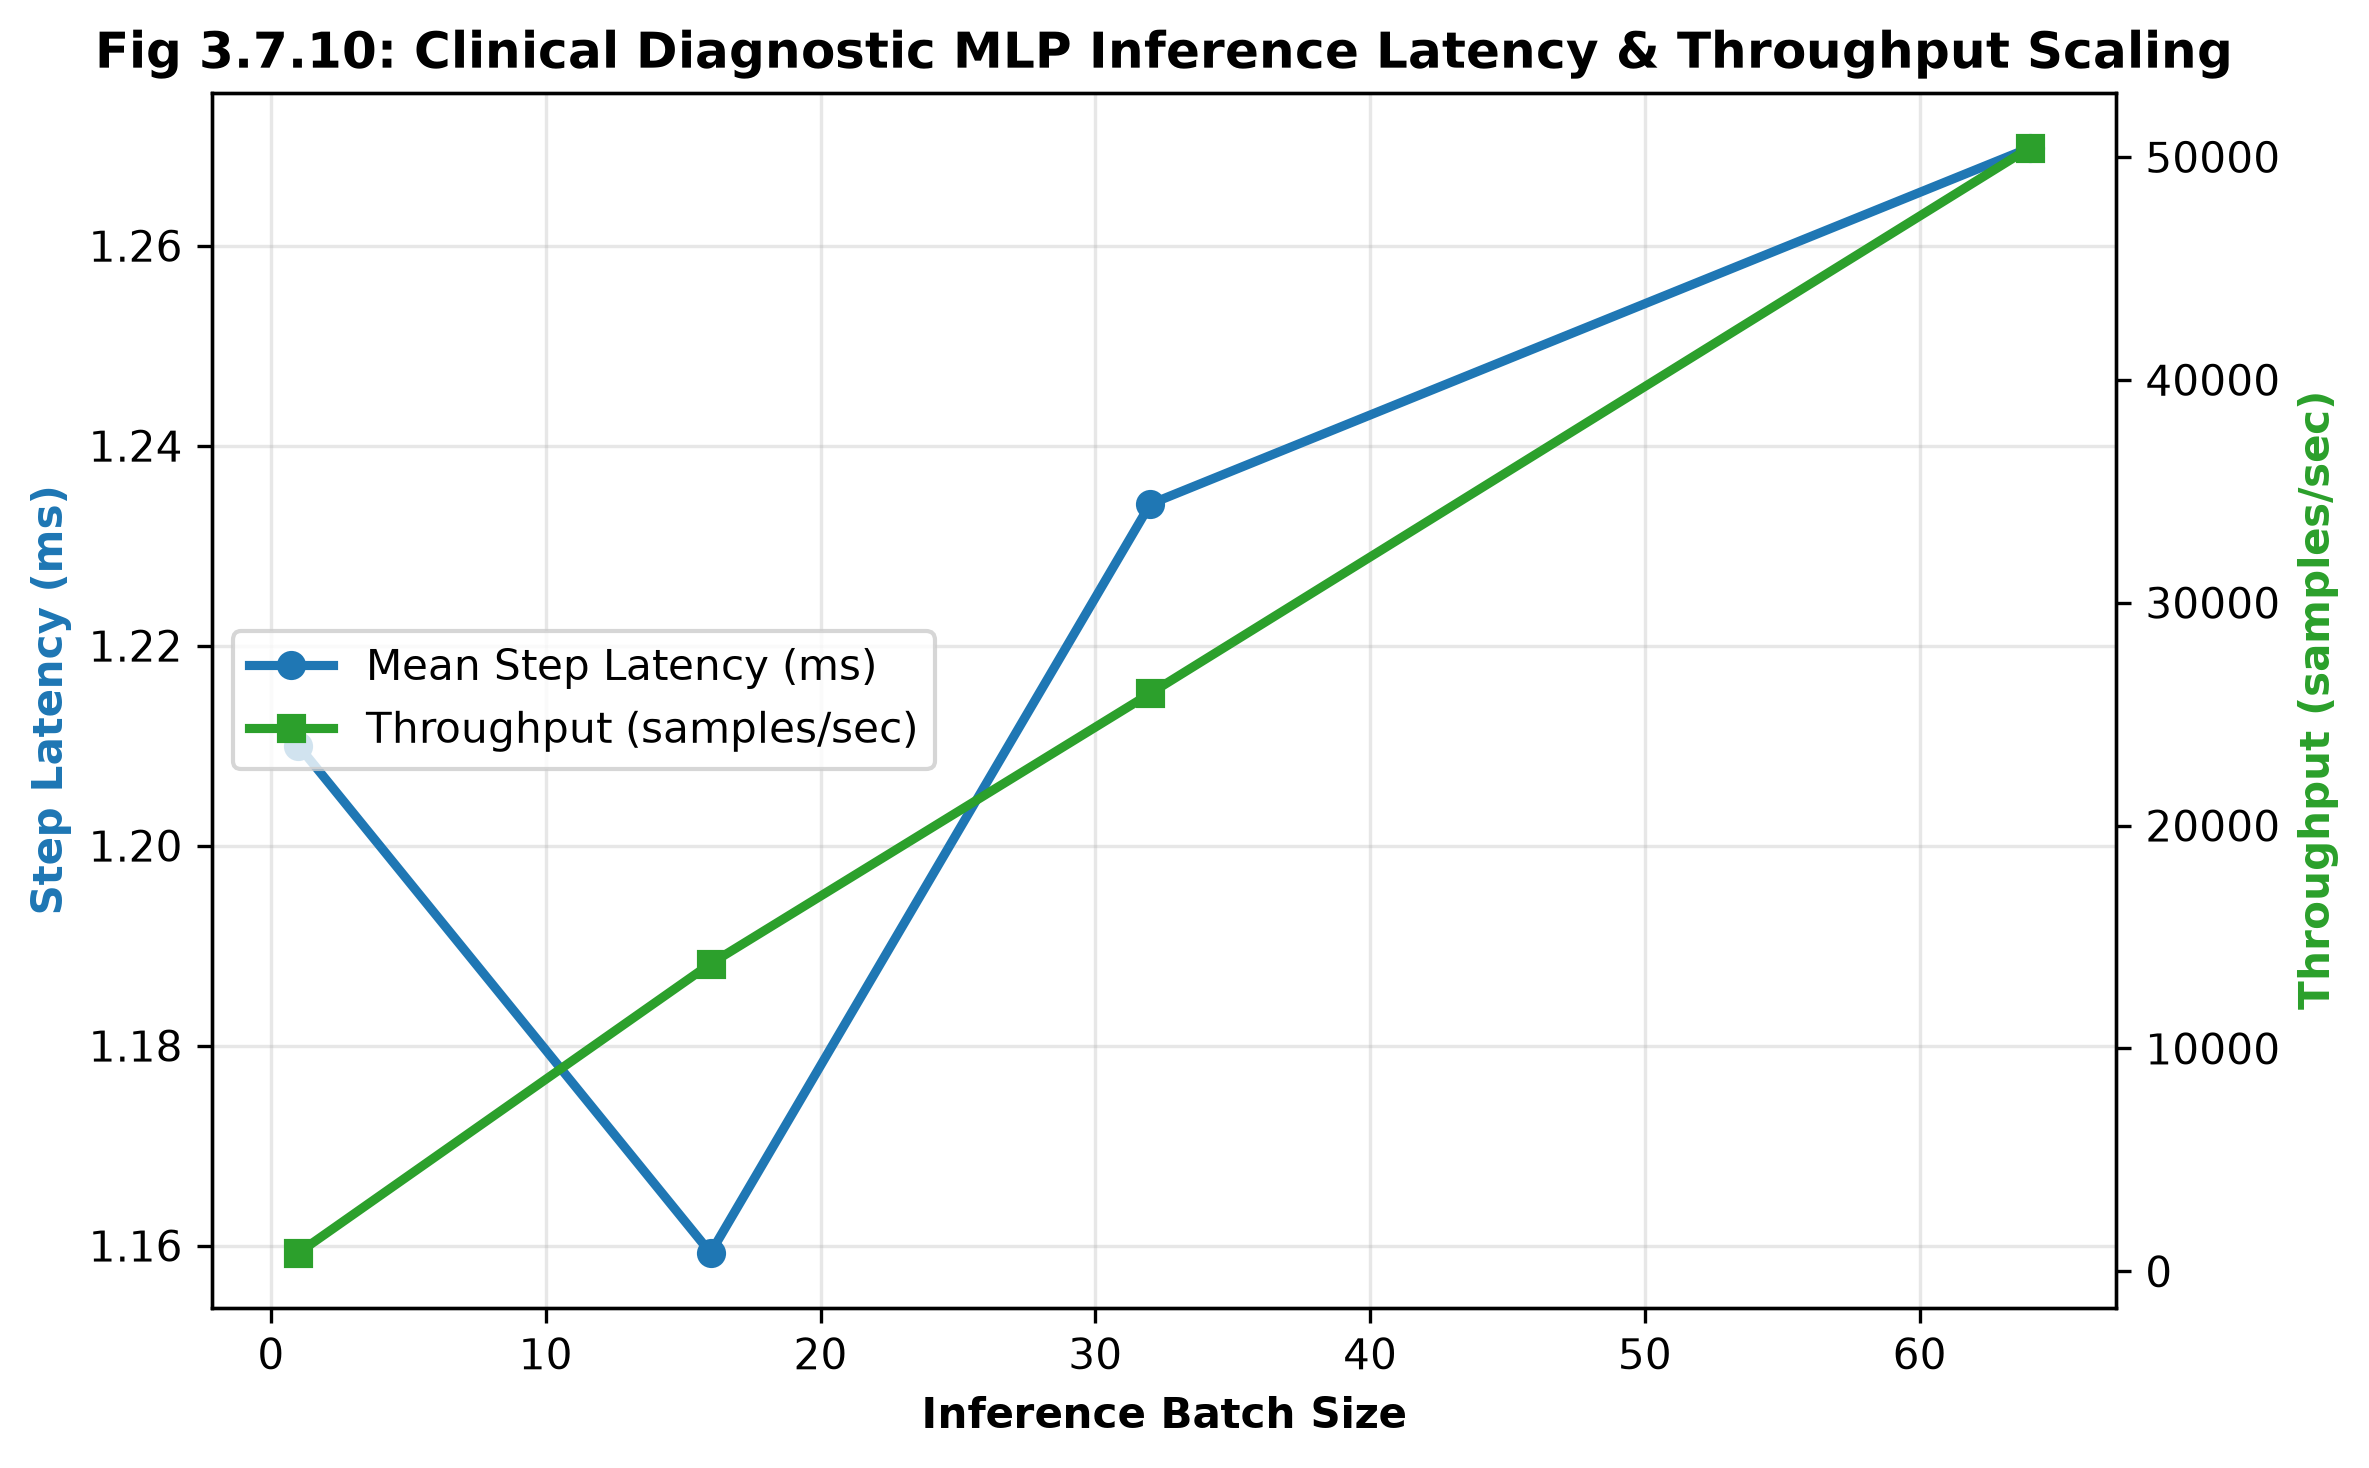 Fig 3.7.10: Clinical Diagnostic MLP Inference Latency & Throughput Scaling
Step Latency (ms)
1.26
1.24
1.22
1.20
1.18
1.16
Mean Step Latency (ms)
Throughput (samples/sec)
50000
40000
30000
20000
10000
0
Throughput (samples/sec)
0 10 20 30 40 50 60
Inference Batch Size